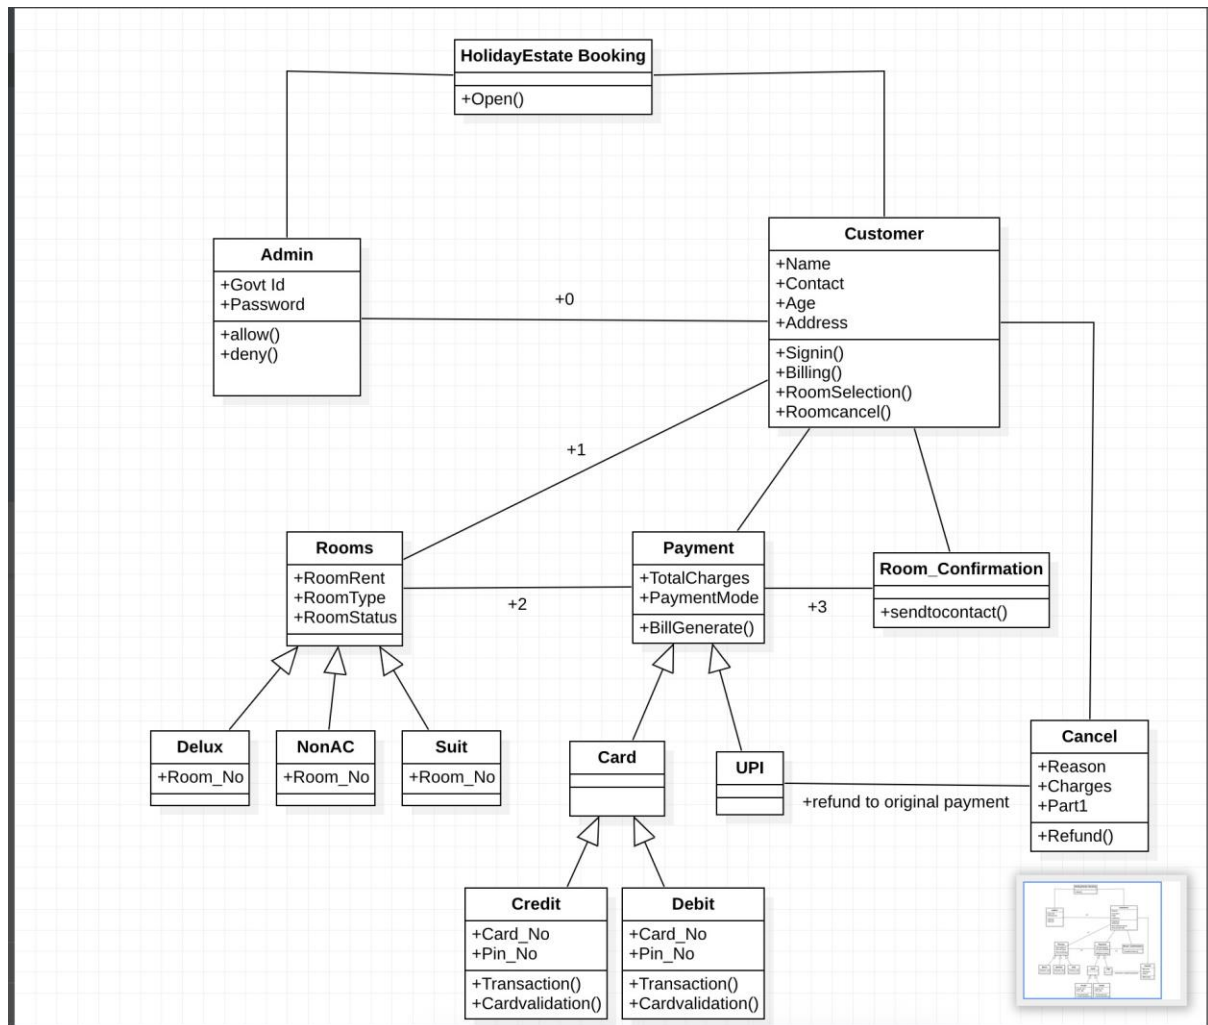 HolidayEstate Booking
+Open()
Admin
+Govt Id
+Password
+allow()
+deny()
+0
Customer
+Name
+Contact
+Age
+Address
+Signin()
+Billing()
+RoomSelection()
+Roomcancel()
+1
Rooms
+RoomRent
+RoomType
+RoomStatus
+2
Payment
+TotalCharges
+PaymentMode
+BillGenerate()
+3
Room_Confirmation
+sendtocontact()
Delux
+Room_No
NonAC
+Room_No
Suit
+Room_No
Card
UPI
+refund to original payment
Cancel
+Reason
+Charges
+Part1
+Refund()
Credit
+Card_No
+Pin_No
+Transaction()
+Cardvalidation()
Debit
+Card_No
+Pin_No
+Transaction()
+Cardvalidation()